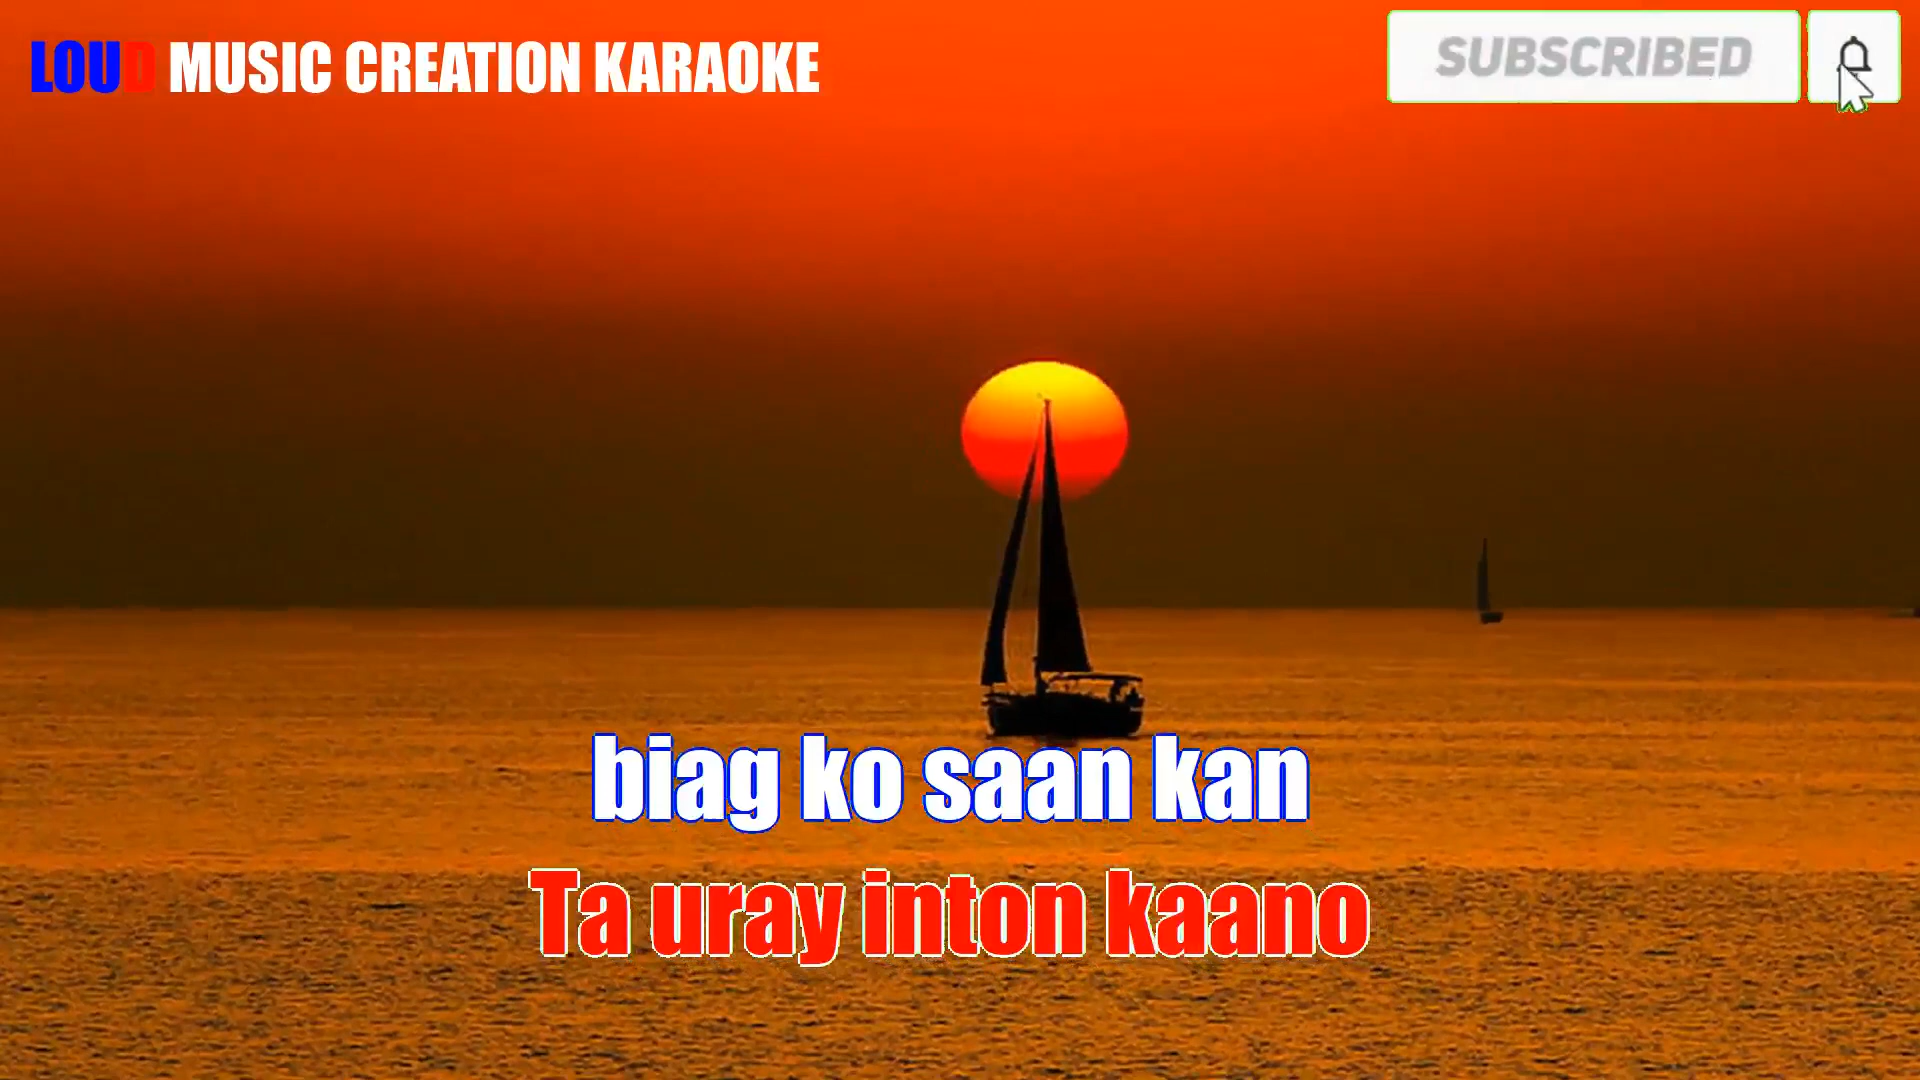 LOUD MUSIC CREATION KARAOKE
SUBSCRIBED
biag ko saan kan
Ta uray inton kaano